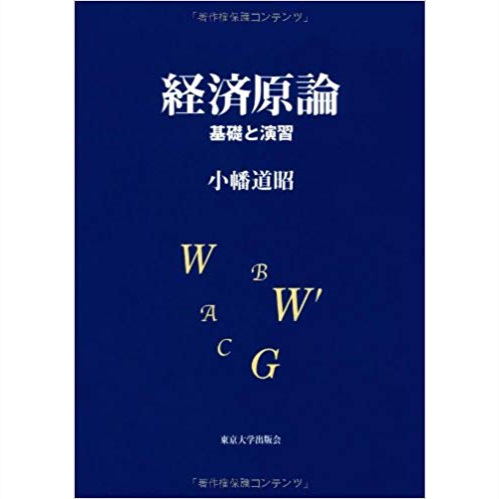 「著作権保護コンテンツ」
経済原論
基礎と演習
小幡道昭
W
B
W'
A
C
G
東京大学出版会
「著作権保護コンテンツ」